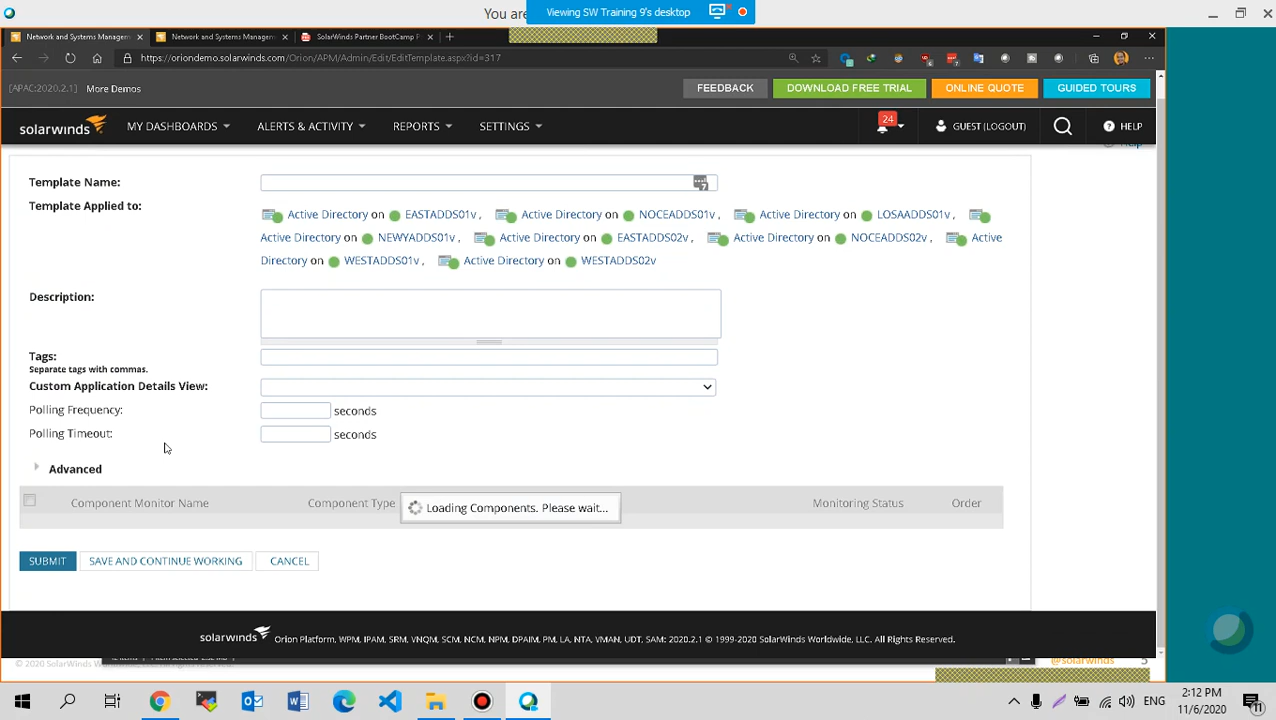 You are
Viewing SW Training 9's desktop
Network and Systems Managem
Network and Systems Managem
SolarWinds Partner BootCamp P
https://oriondemo.solarwinds.com/Orion/APM/Admin/Edit/EditTemplate.aspx?id=317
[APAC:2020.2.1] More Demos
FEEDBACK
DOWNLOAD FREE TRIAL
ONLINE QUOTE
GUIDED TOURS
solarwinds
MY DASHBOARDS
ALERTS & ACTIVITY
REPORTS
SETTINGS
24
GUEST (LOGOUT)
HELP
Help
Template Name:
Template Applied to:
Active Directory on EASTADDS01v, Active Directory on NOCEADDS01v, Active Directory on LOSAADDS01v,
Active Directory on NEWYADDS01v, Active Directory on EASTADDS02v, Active Directory on NOCEADDS02v, Active
Directory on WESTADDS01v, Active Directory on WESTADDS02v
Description:
Tags:
Separate tags with commas.
Custom Application Details View:
Polling Frequency: seconds
Polling Timeout: seconds
Advanced
Component Monitor Name
Component Type
Loading Components. Please wait...
Monitoring Status
Order
SUBMIT
SAVE AND CONTINUE WORKING
CANCEL
solarwinds
Orion Platform, WPM, IPAM, SRM, VNQM, SCM, NCM, NPM, DPAIM, PM, LA, NTA, VMAN, UDT, SAM: 2020.2.1 © 1999-2020 SolarWinds Worldwide, LLC. All Rights Reserved.
@solarwinds
ENG
2:12 PM
11/6/2020